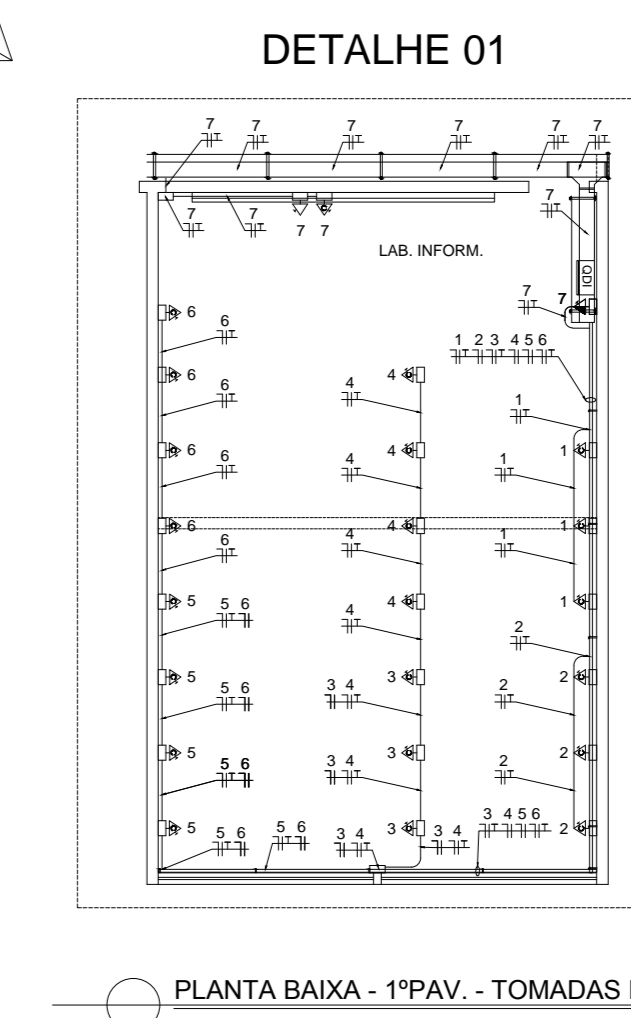 DETALHE 01
7 7 7 7 7 7
7 7 7 7 7
LAB. INFORM.
QDI
7 7
6
6
1 2 3 4 5 6
6 4
6 4 1
6 4
6 4 1
6 4 1
6 4 1
6 4 1
5 5 6 4 4 1
2
5 3 2
5 6 3 4 2
5 3 2
5 6 3 4 2
5 3 2
5 6 5 6 3 4 3 4 3 4 5 6
PLANTA BAIXA - 1ºPAV. - TOMADAS